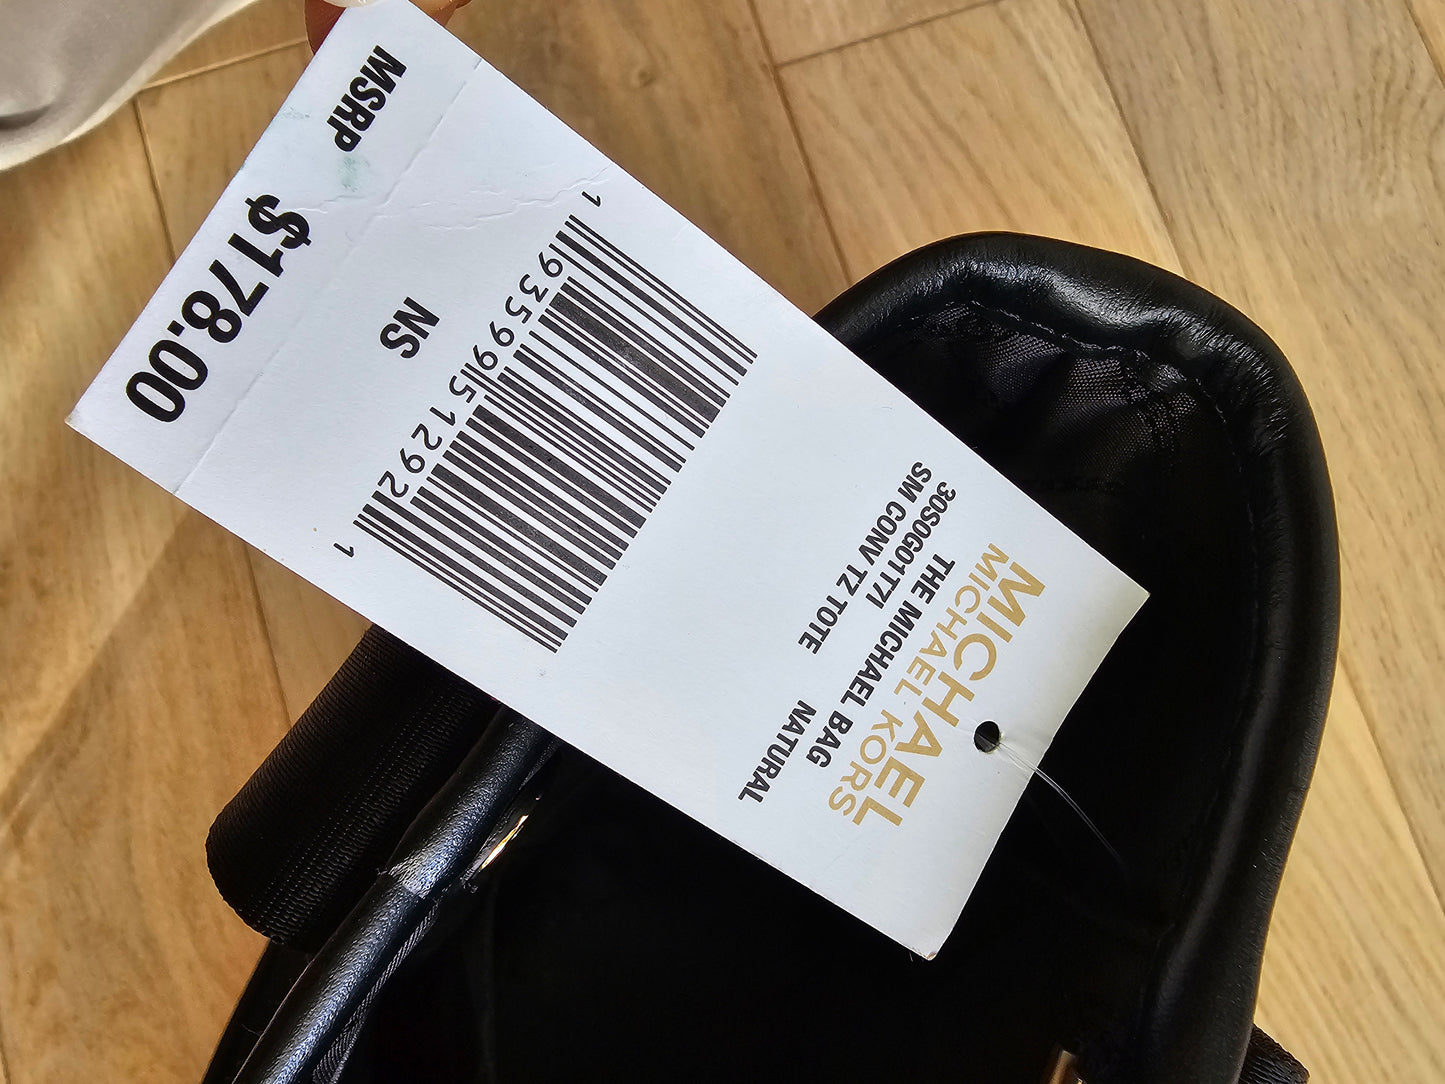 MICHAEL
MICHAEL KORS
THE MICHAEL BAG
30S0G01T7I NATURAL
SM CONV TZ TOTE
1 93599 51292 1
NS
MSRP
$178.00